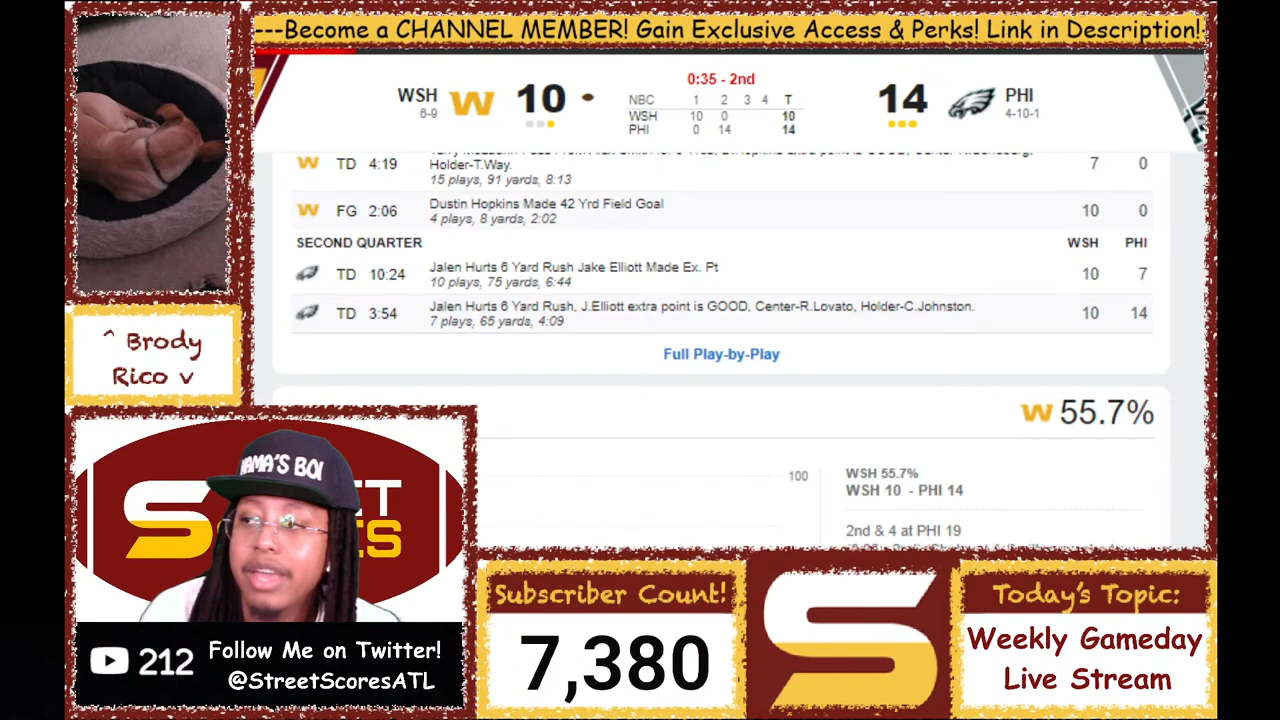 ---Become a CHANNEL MEMBER! Gain Exclusive Access & Perks! Link in Description!
WSH
6-9
W
10
0:35 - 2nd
NBC 1 2 3 4 T
WSH 10 0 10
PHI 0 14 14
14
PHI
4-10-1
W TD 4:19
Holder-T.Way.
15 plays, 91 yards, 8:13
7 0
W FG 2:06
Dustin Hopkins Made 42 Yrd Field Goal
4 plays, 8 yards, 2:02
10 0
SECOND QUARTER WSH PHI
TD 10:24
Jalen Hurts 6 Yard Rush Jake Elliott Made Ex. Pt
10 plays, 75 yards, 6:44
10 7
TD 3:54
Jalen Hurts 6 Yard Rush, J.Elliott extra point is GOOD, Center-R.Lovato, Holder-C.Johnston.
7 plays, 65 yards, 4:09
10 14
Full Play-by-Play
W 55.7%
100
WSH 55.7%
WSH 10 - PHI 14
2nd & 4 at PHI 19
^ Brody
Rico v
MAMA'S BOI
S
212
Follow Me on Twitter!
@StreetScoresATL
Subscriber Count!
7,380
S
Today's Topic:
Weekly Gameday
Live Stream